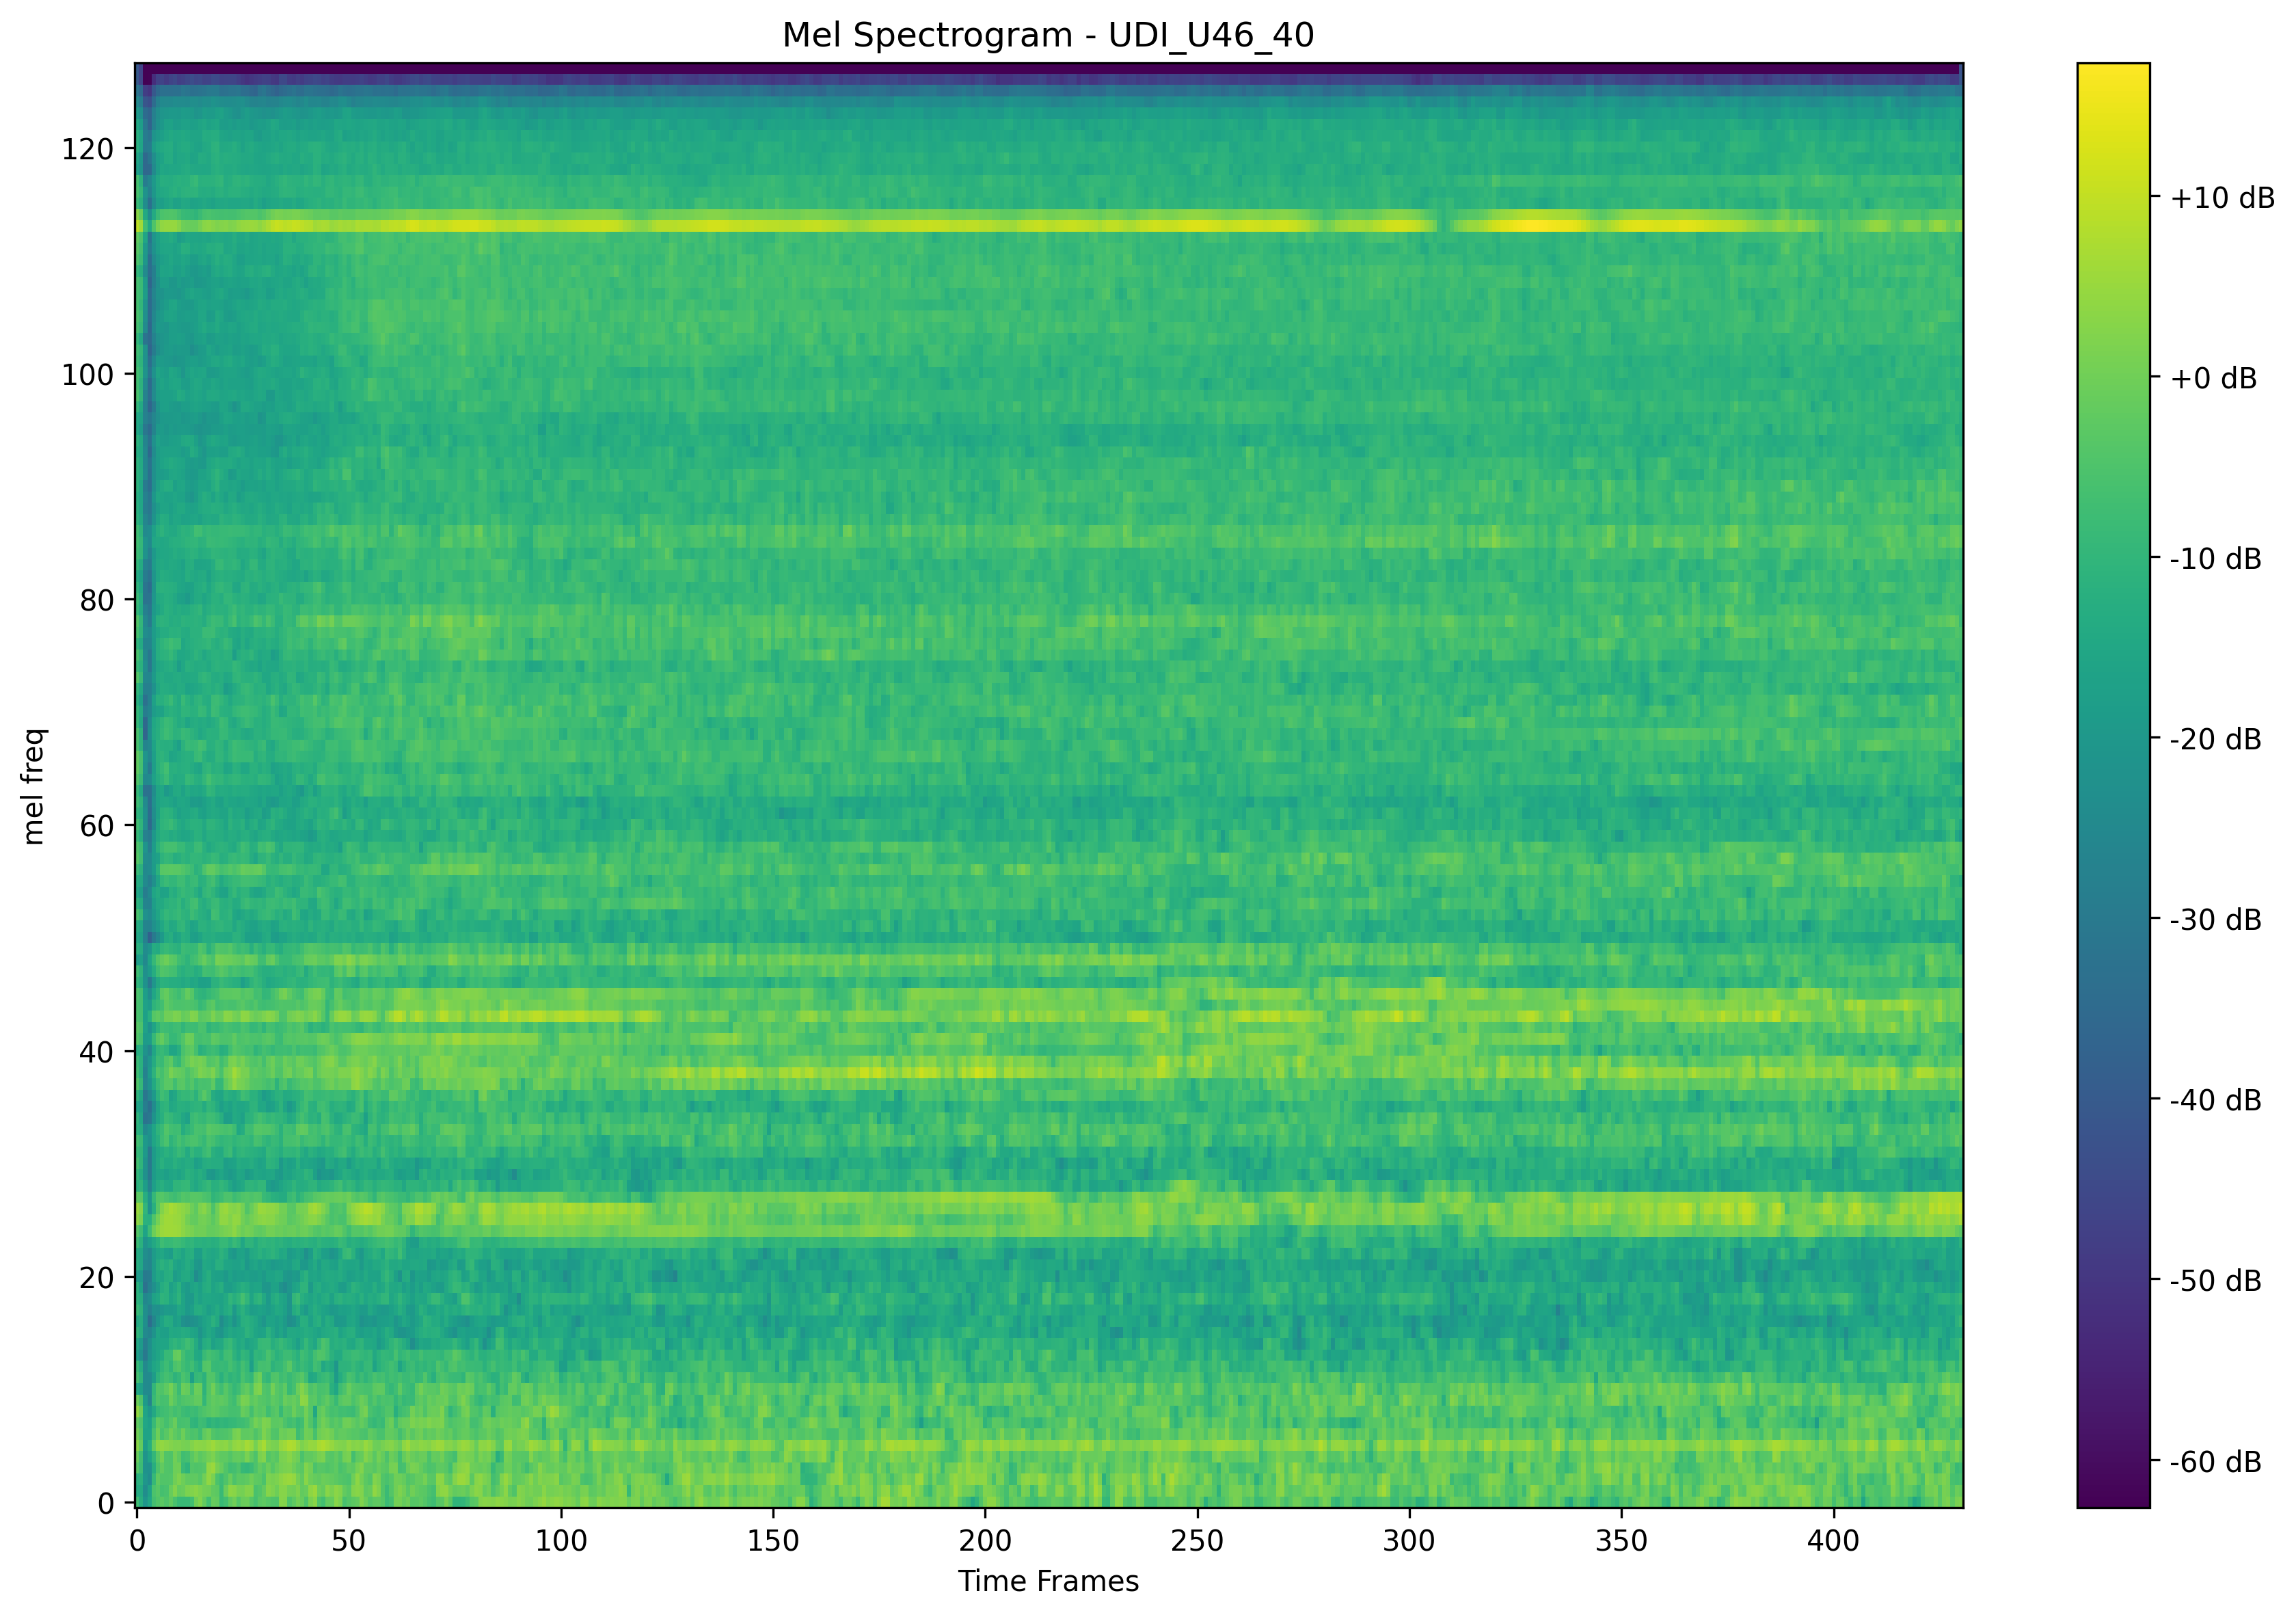 Mel Spectrogram - UDI_U46_40
mel freq
120
100
80
60
40
20
0
0 50 100 150 200 250 300 350 400
Time Frames
+10 dB
+0 dB
-10 dB
-20 dB
-30 dB
-40 dB
-50 dB
-60 dB